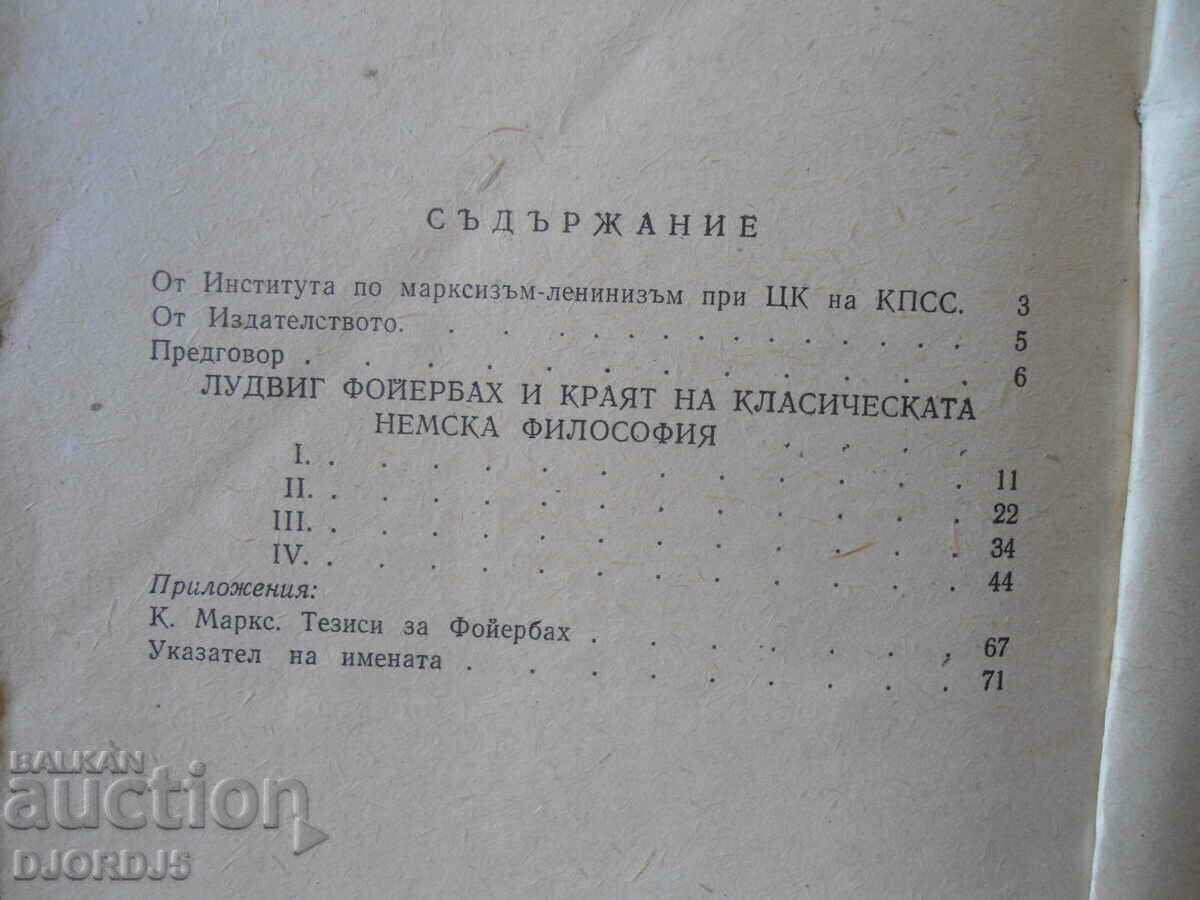 СЪДЪРЖАНИЕ
От Института по марксизъм-ленинизъм при ЦК на КПСС. 3
От Издателството. . . . . . . . . . . . 5
Предговор . . . . . . . . . . . . 6
ЛУДВИГ ФОЙЕРБАХ И КРАЯТ НА КЛАСИЧЕСКАТА
НЕМСКА ФИЛОСОФИЯ . . . .
I. . . . . . . . . . . . . 11
II. . . . . . . . . . . . . 22
III. . . . . . . . . . . . . 34
IV. . . . . . . . . . . . . 44
Приложения:
К. Маркс. Тезиси за Фойербах . . . . . . . 67
Указател на имената . . . . . . . . . 71
BALKAN
auction
DJORDJ5